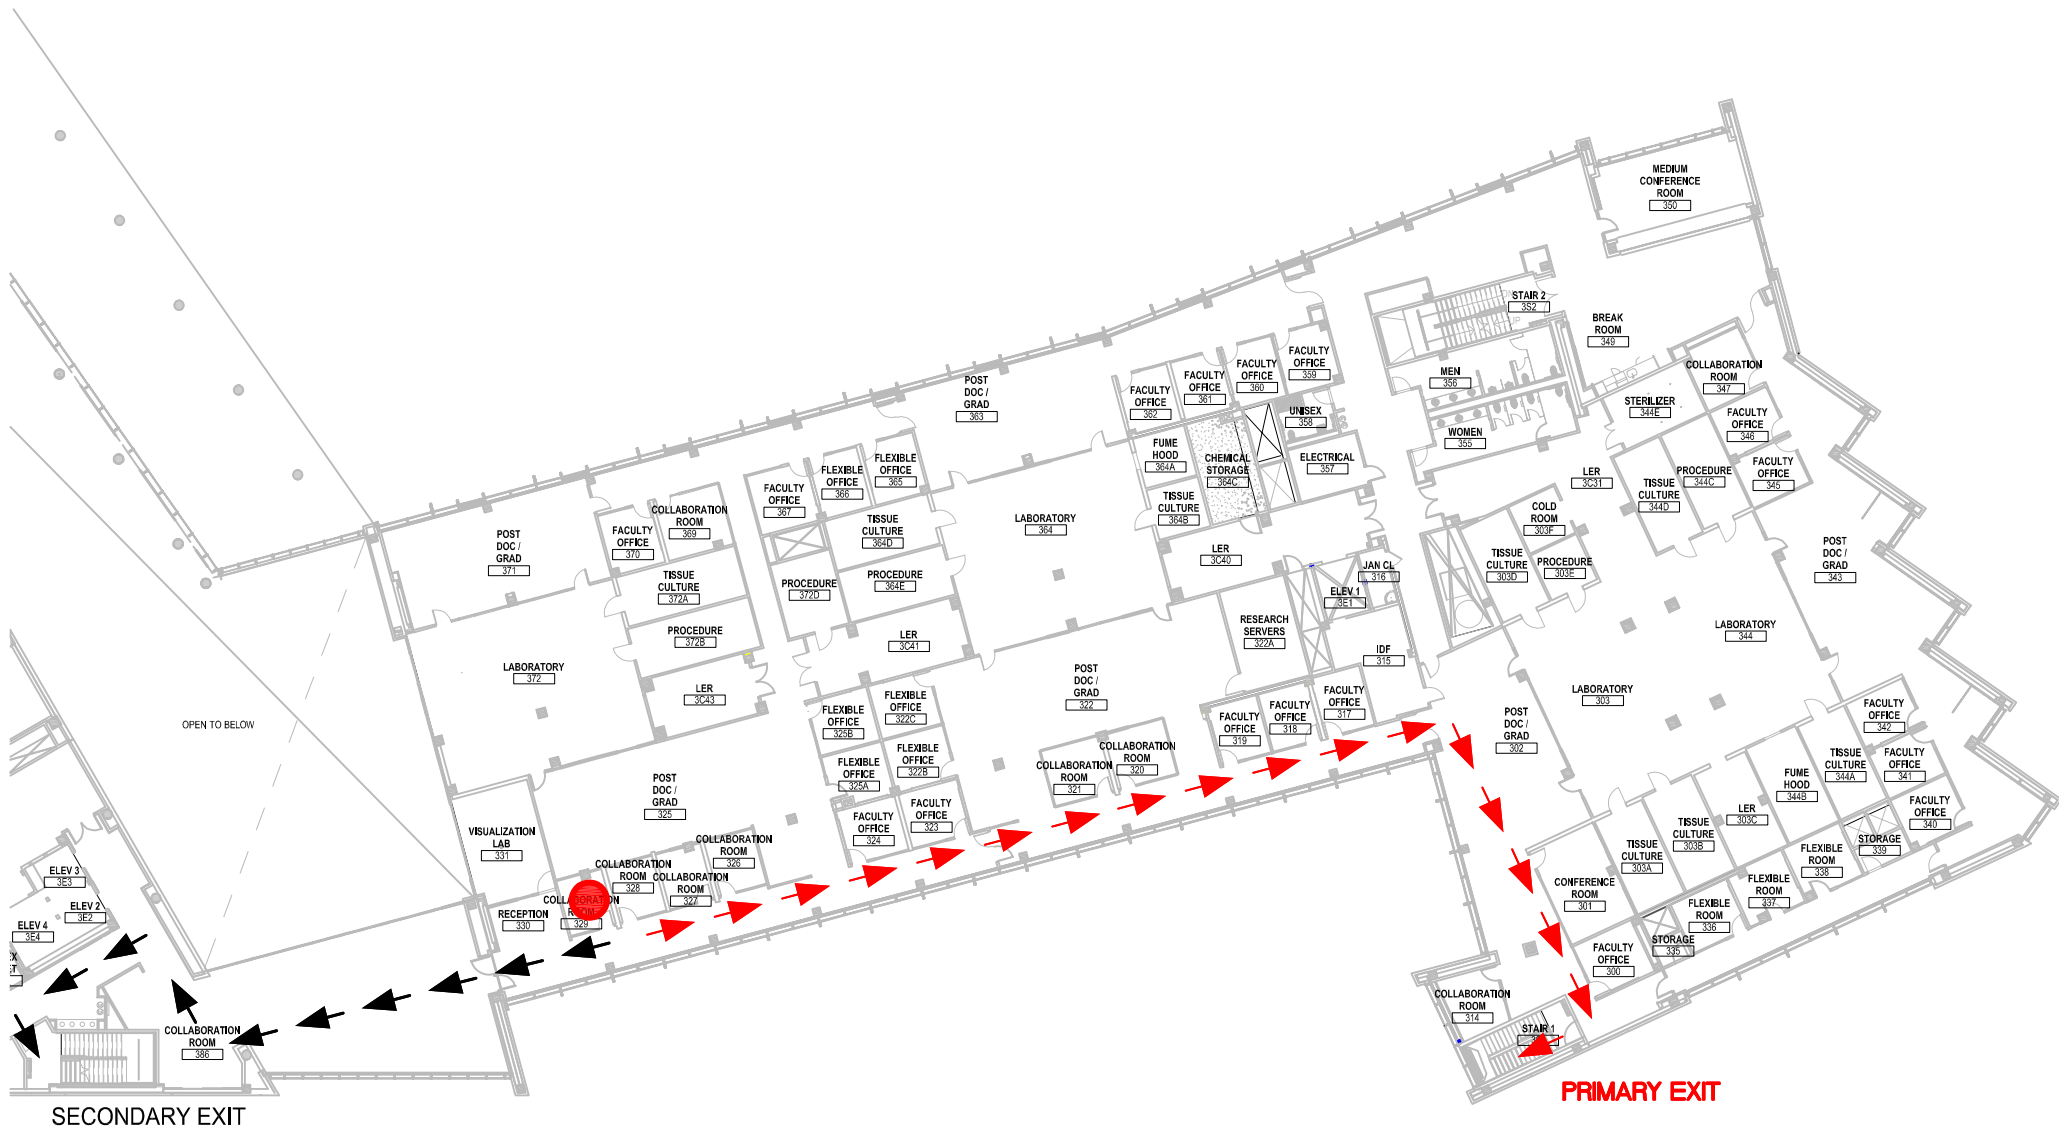 MEDIUM
CONFERENCE
ROOM
350
STAIR 2
3S2
UP
BREAK
ROOM
349
MEN
356
COLLABORATION
ROOM
347
STERILIZER
344E
FACULTY
OFFICE
346
WOMEN
355
FACULTY
OFFICE
345
PROCEDURE
344C
TISSUE
CULTURE
344D
LER
3C31
POST
DOC /
GRAD
343
FACULTY
OFFICE
359
FACULTY
OFFICE
360
FACULTY
OFFICE
361
FACULTY
OFFICE
362
UNISEX
358
ELECTRICAL
357
FUME
HOOD
364A
CHEMICAL
STORAGE
364C
TISSUE
CULTURE
364B
POST
DOC /
GRAD
363
LABORATORY
364
LER
3C40
FLEXIBLE
OFFICE
365
FLEXIBLE
OFFICE
366
FACULTY
OFFICE
367
TISSUE
CULTURE
364D
PROCEDURE
364E
PROCEDURE
372D
LER
3C41
COLLABORATION
ROOM
369
FACULTY
OFFICE
370
POST
DOC /
GRAD
371
TISSUE
CULTURE
372A
PROCEDURE
372B
LABORATORY
372
LER
3C43
COLD
ROOM
303F
PROCEDURE
303E
TISSUE
CULTURE
303D
JAN CL
316
ELEV 1
3E1
RESEARCH
SERVERS
322A
IDF
315
LABORATORY
344
LABORATORY
303
POST
DOC /
GRAD
302
FACULTY
OFFICE
317
FACULTY
OFFICE
318
FACULTY
OFFICE
319
POST
DOC /
GRAD
322
COLLABORATION
ROOM
320
COLLABORATION
ROOM
321
FLEXIBLE
OFFICE
322C
FLEXIBLE
OFFICE
325B
FLEXIBLE
OFFICE
322B
FLEXIBLE
OFFICE
325A
FACULTY
OFFICE
323
FACULTY
OFFICE
324
POST
DOC /
GRAD
325
VISUALIZATION
LAB
331
COLLABORATION
ROOM
326
COLLABORATION
ROOM
327
COLLABORATION
ROOM
328
COLLABORATION
ROOM
329
RECEPTION
330
OPEN TO BELOW
FACULTY
OFFICE
342
FACULTY
OFFICE
341
FACULTY
OFFICE
340
TISSUE
CULTURE
344A
FUME
HOOD
344B
LER
303C
TISSUE
CULTURE
303B
TISSUE
CULTURE
303A
STORAGE
339
FLEXIBLE
ROOM
338
FLEXIBLE
ROOM
337
FLEXIBLE
ROOM
336
STORAGE
335
CONFERENCE
ROOM
301
FACULTY
OFFICE
300
COLLABORATION
ROOM
314
STAIR 1
ELEV 3
3E3
ELEV 2
3E2
ELEV 4
3E4
COLLABORATION
ROOM
386
PRIMARY EXIT
SECONDARY EXIT